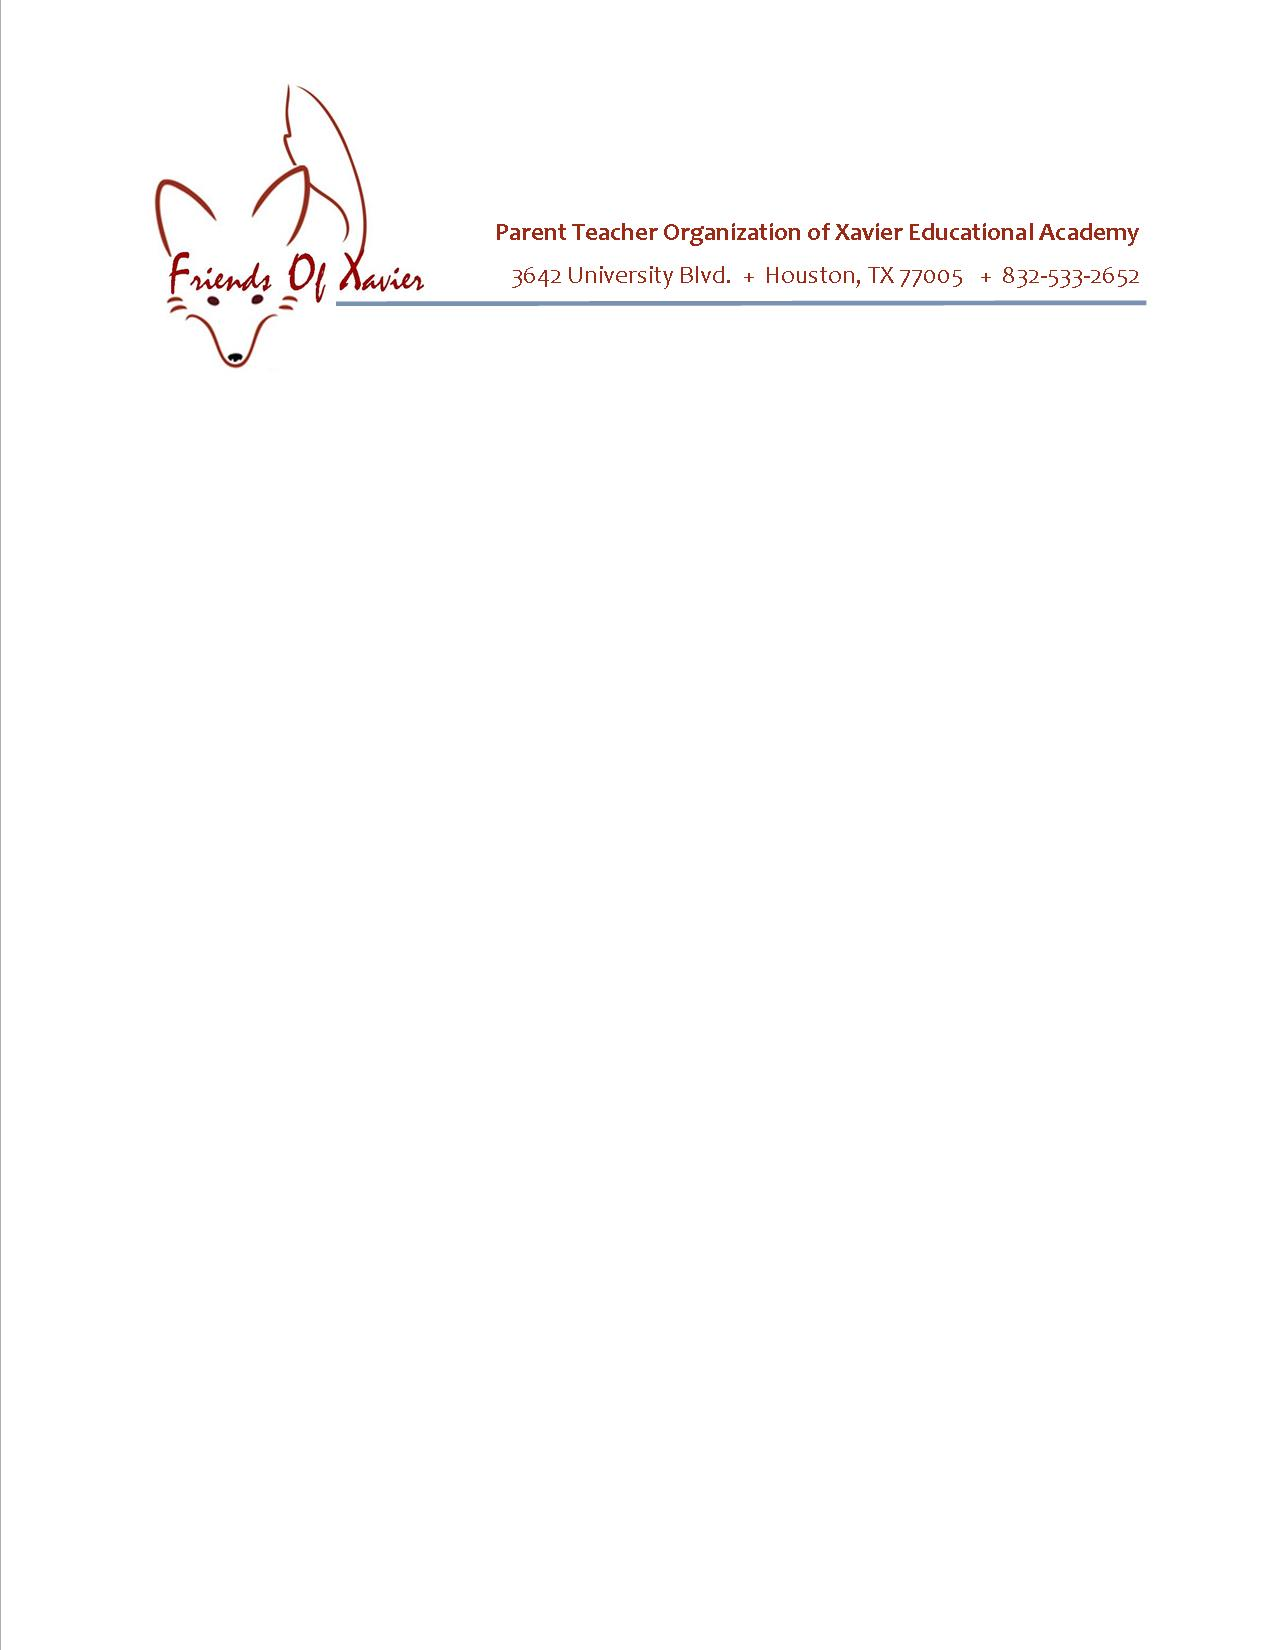 Friends Of Xavier
Parent Teacher Organization of Xavier Educational Academy
3642 University Blvd. + Houston, TX 77005 + 832-533-2652